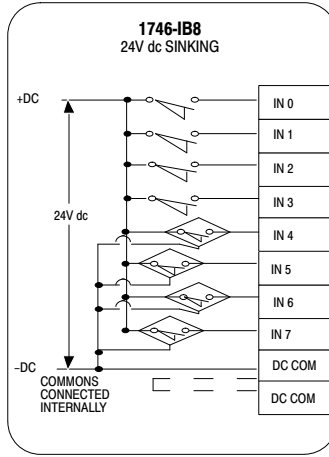 1746-IB8
24V dc SINKING
+DC
IN 0
IN 1
IN 2
IN 3
24V dc
IN 4
IN 5
IN 6
IN 7
–DC
DC COM
COMMONS
CONNECTED
INTERNALLY
DC COM